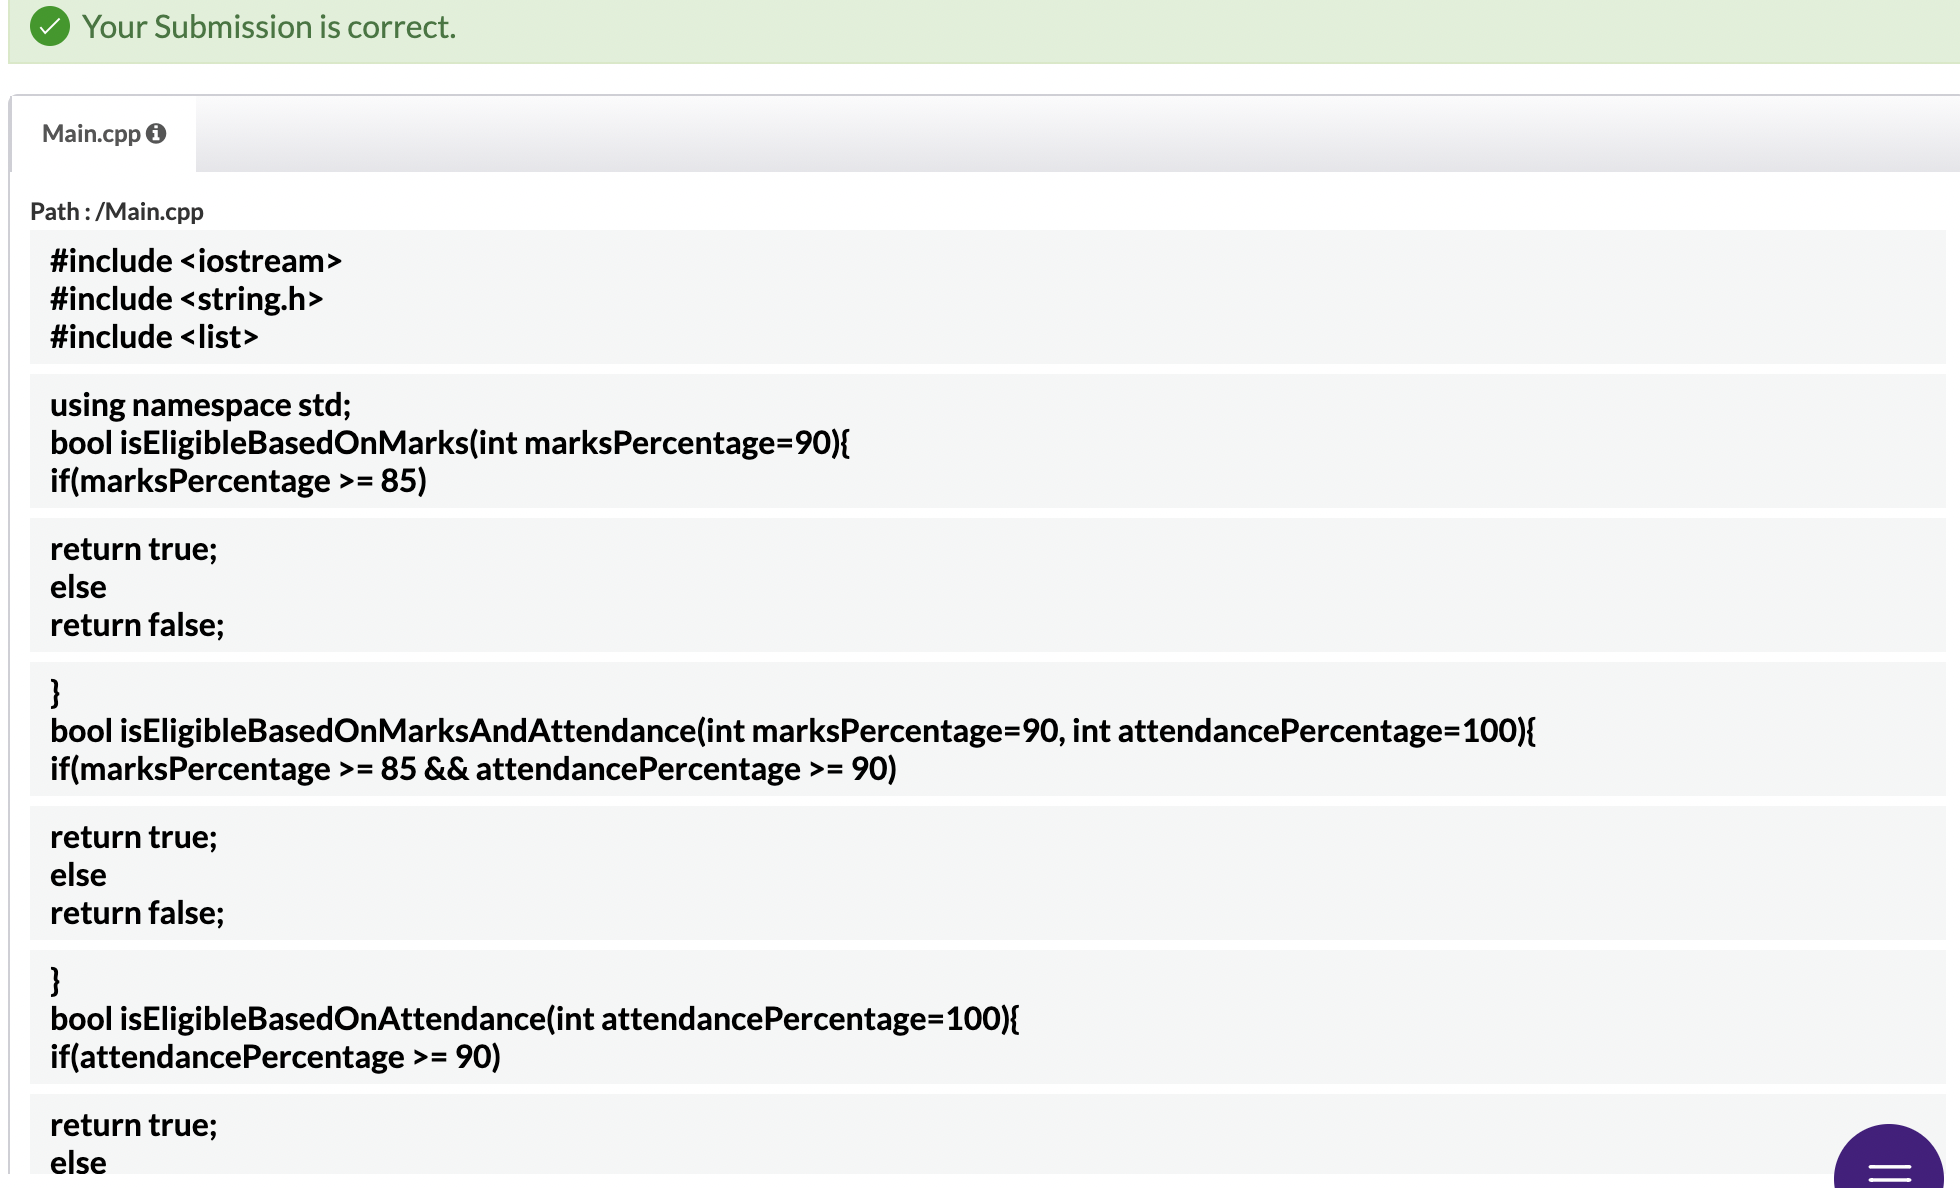 Your Submission is correct.
Main.cpp
Path : /Main.cpp
#include <iostream>
#include <string.h>
#include <list>
using namespace std;
bool isEligibleBasedOnMarks(int marksPercentage=90){
if(marksPercentage >= 85)
return true;
else
return false;
}
bool isEligibleBasedOnMarksAndAttendance(int marksPercentage=90, int attendancePercentage=100){
if(marksPercentage >= 85 && attendancePercentage >= 90)
return true;
else
return false;
}
bool isEligibleBasedOnAttendance(int attendancePercentage=100){
if(attendancePercentage >= 90)
return true;
else